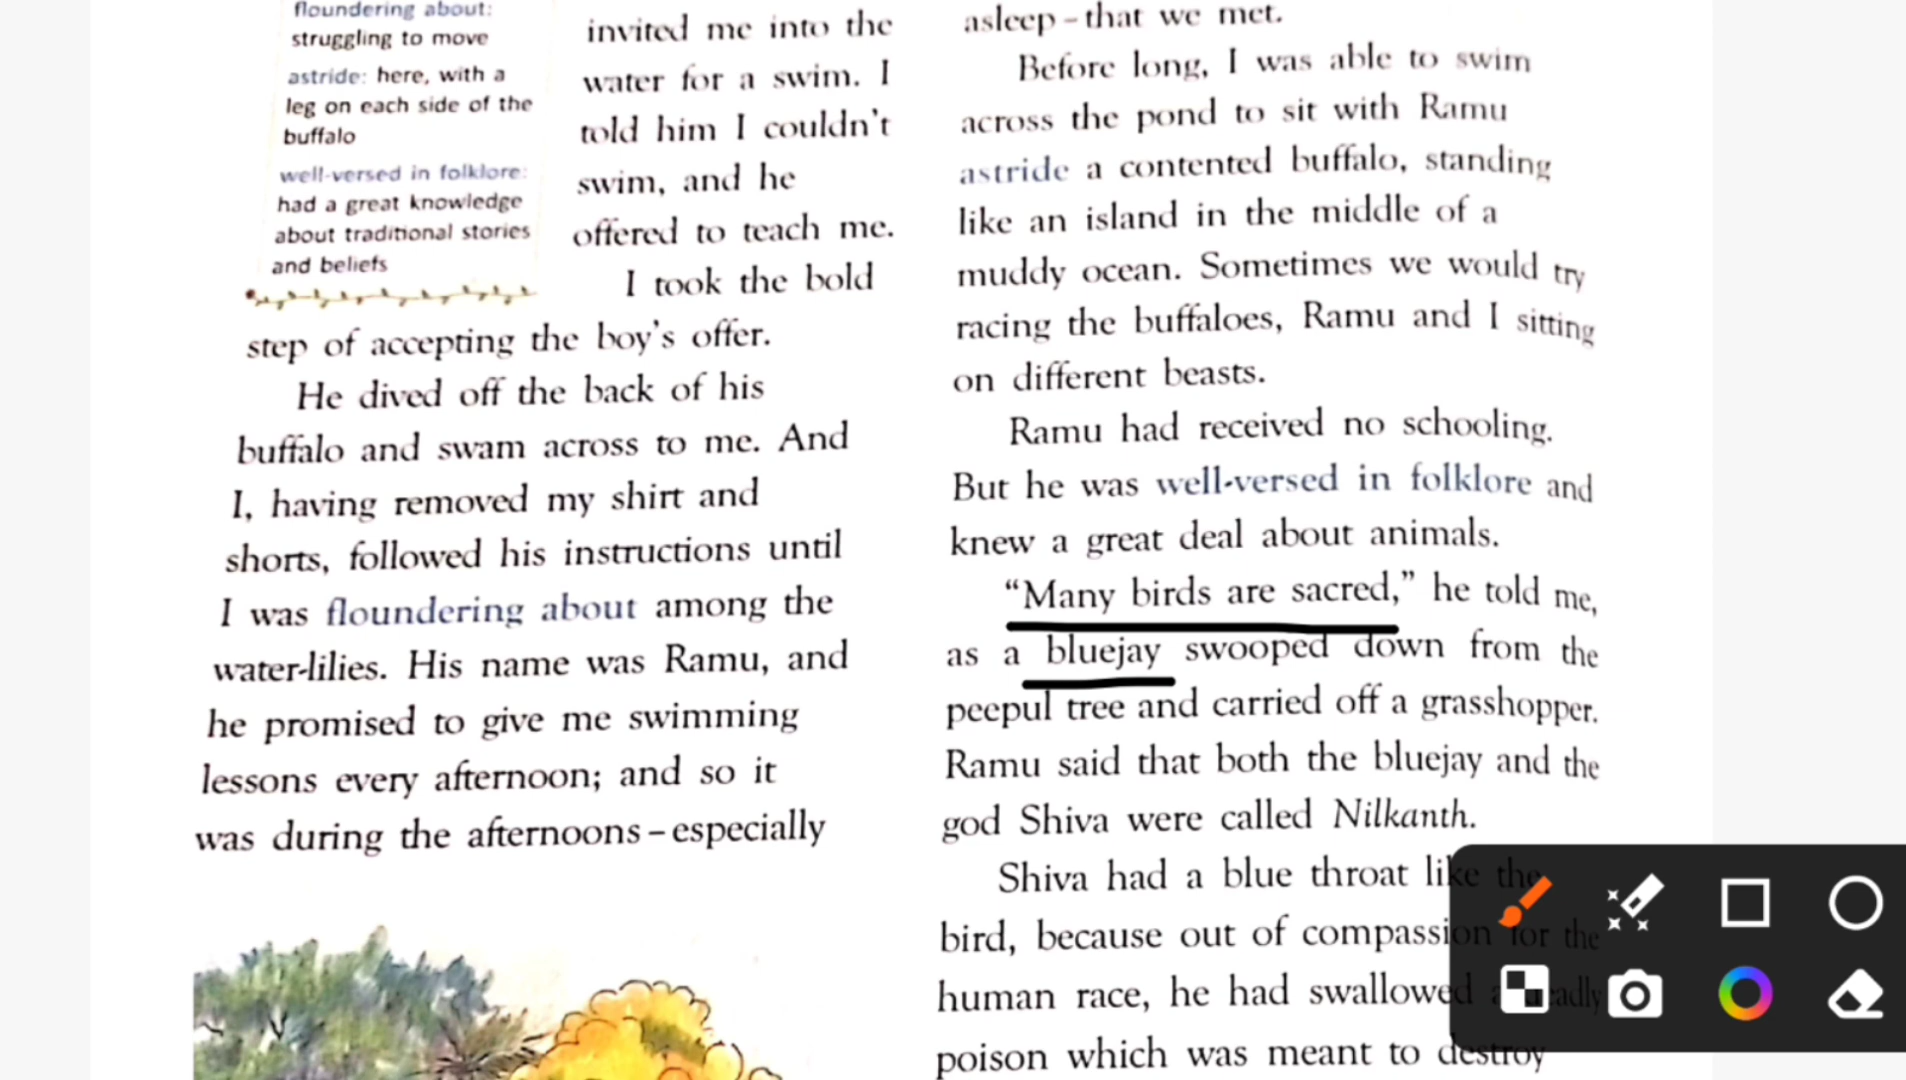 floundering about:
struggling to move
astride: here, with a
leg on each side of the
buffalo
well-versed in folklore:
had a great knowledge
about traditional stories
and beliefs
invited me into the
water for a swim. I
told him I couldn't
swim, and he
offered to teach me.
I took the bold
step of accepting the boy's offer.
He dived off the back of his
buffalo and swam across to me. And
I, having removed my shirt and
shorts, followed his instructions until
I was floundering about among the
water-lilies. His name was Ramu, and
he promised to give me swimming
lessons every afternoon; and so it
was during the afternoons – especially
asleep – that we met.
Before long, I was able to swim
across the pond to sit with Ramu
astride a contented buffalo, standing
like an island in the middle of a
muddy ocean. Sometimes we would try
racing the buffaloes, Ramu and I sitting
on different beasts.
Ramu had received no schooling.
But he was well-versed in folklore and
knew a great deal about animals.
"Many birds are sacred," he told me,
as a bluejay swooped down from the
peepul tree and carried off a grasshopper.
Ramu said that both the bluejay and the
god Shiva were called Nilkanth.
Shiva had a blue throat like the
bird, because out of compassion for the
human race, he had swallowed a deadly
poison which was meant to destroy